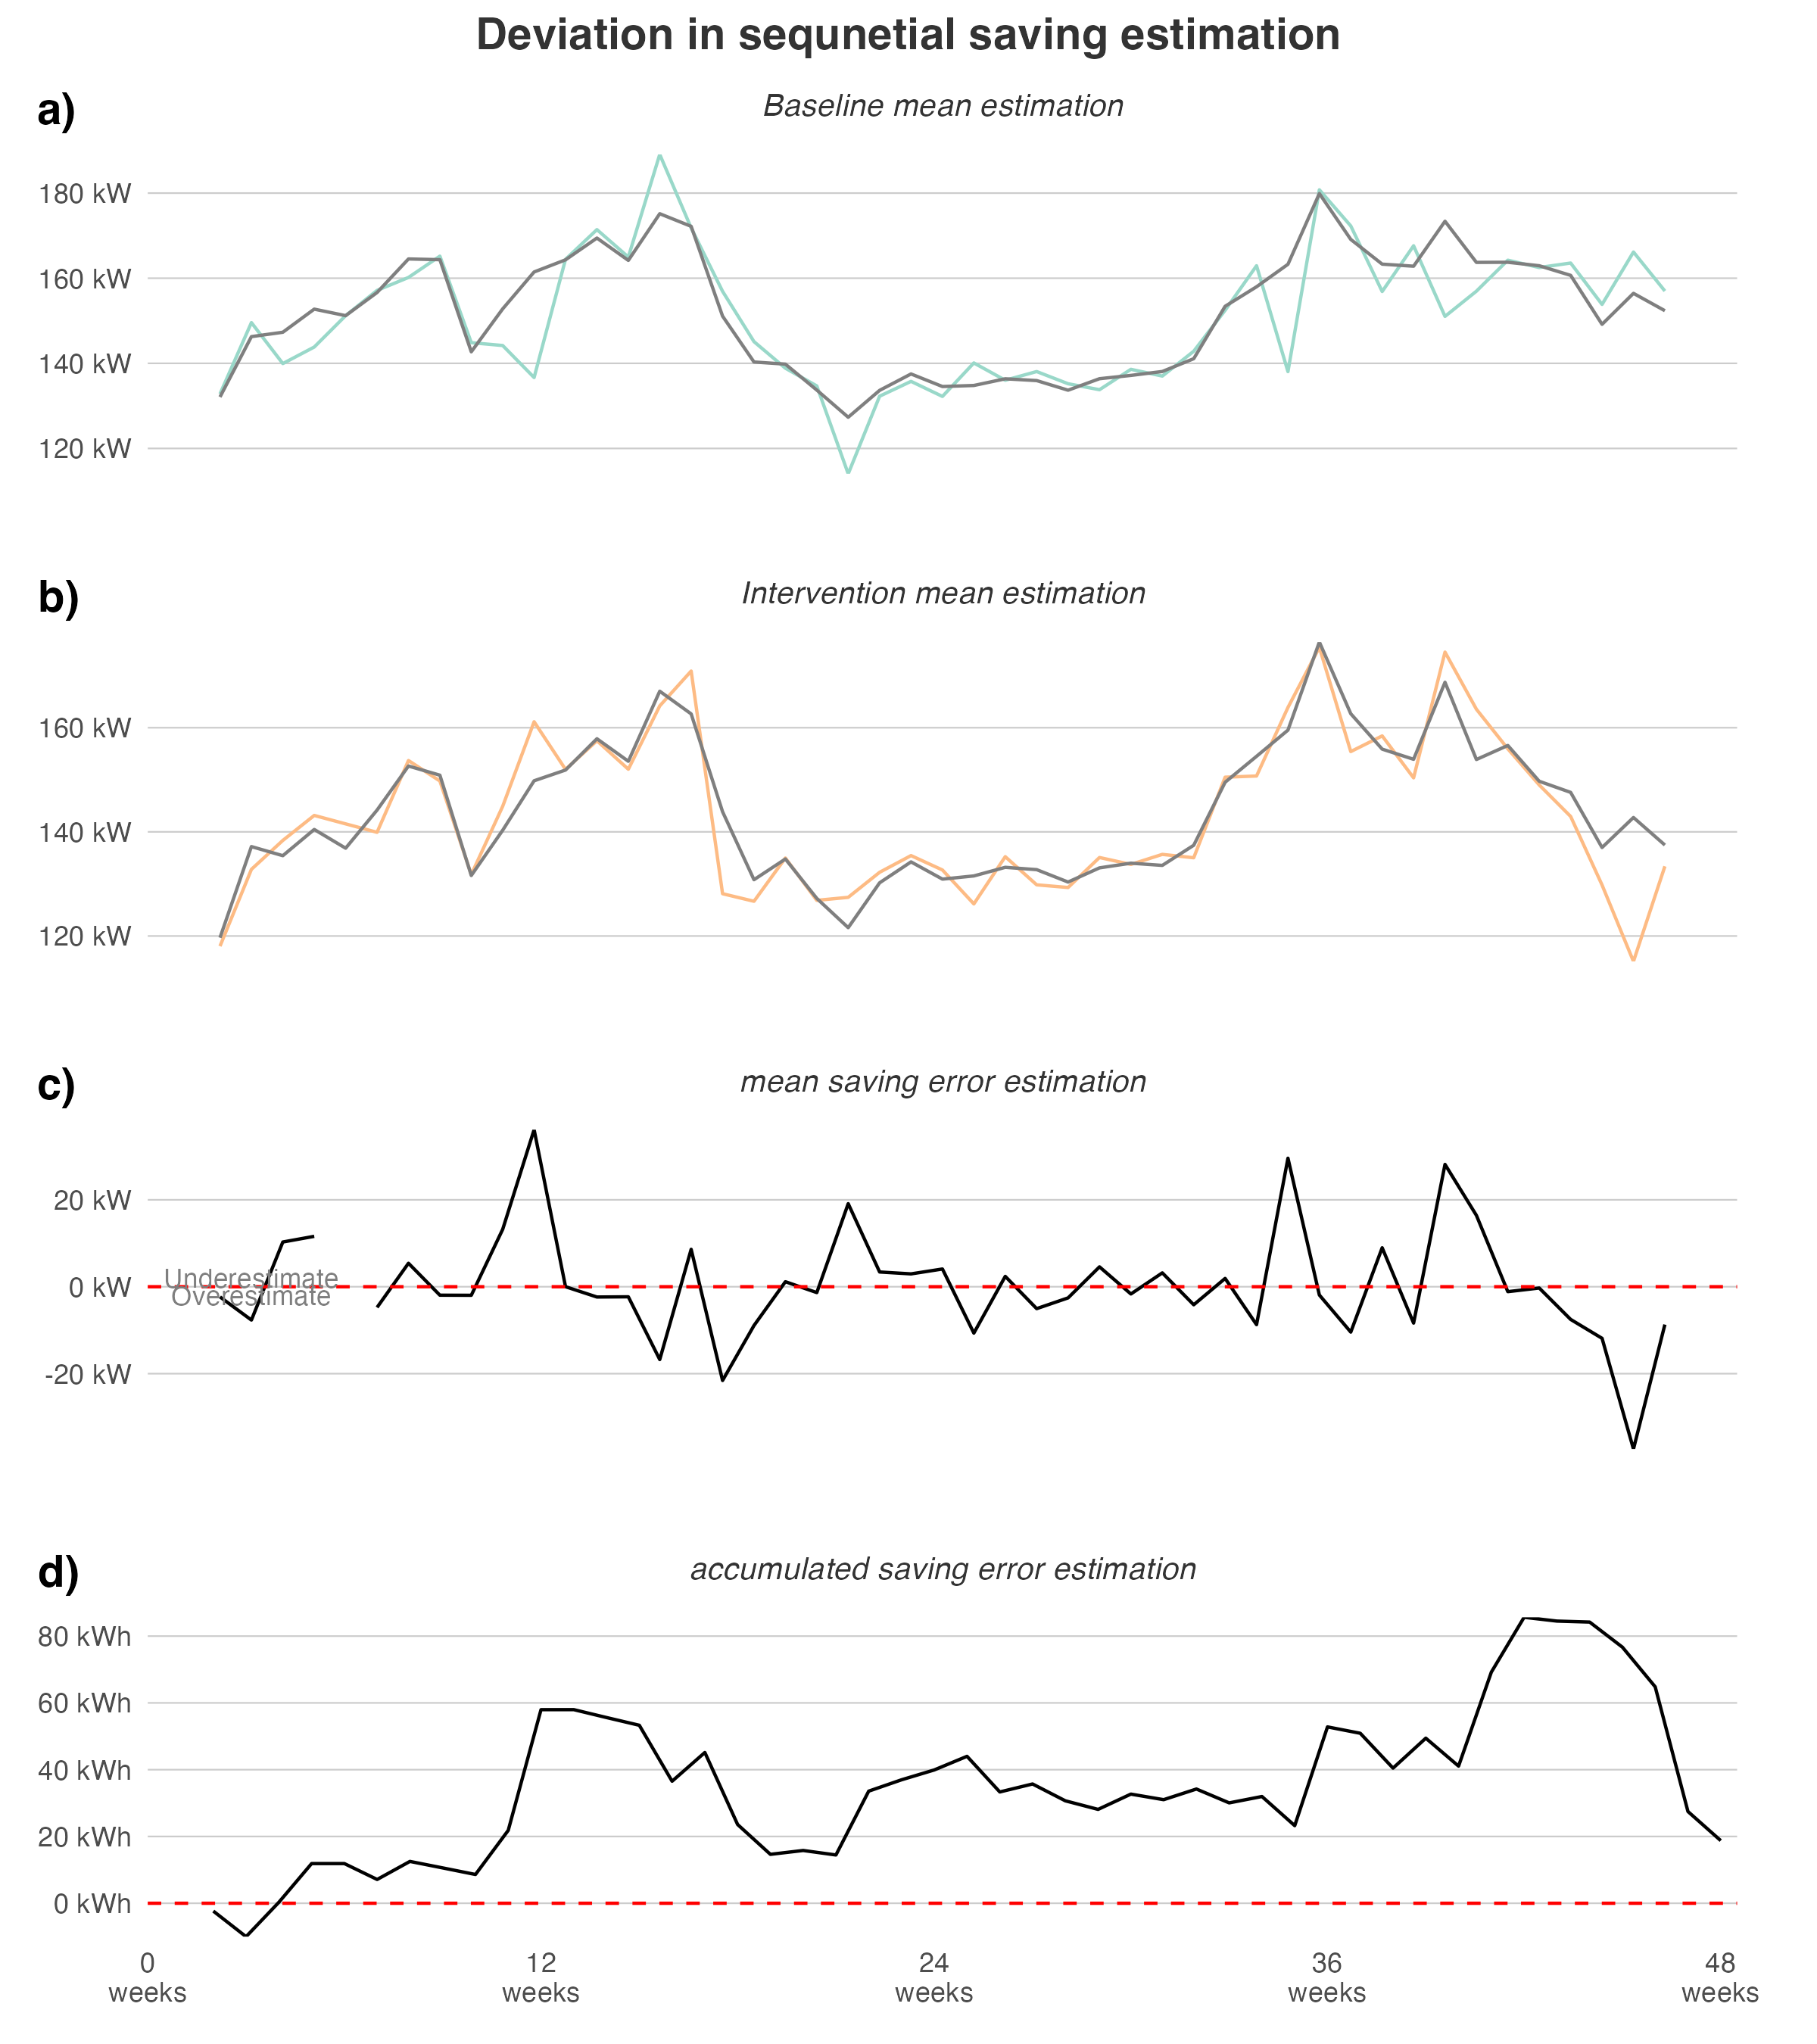 Deviation in sequnetial saving estimation
a)
Baseline mean estimation
180 kW
160 kW
140 kW
120 kW
b)
Intervention mean estimation
160 kW
140 kW
120 kW
c)
mean saving error estimation
20 kW
0 kW
-20 kW
Underestimate
Overestimate
d)
accumulated saving error estimation
80 kWh
60 kWh
40 kWh
20 kWh
0 kWh
0 12 24 36 48
weeks weeks weeks weeks weeks